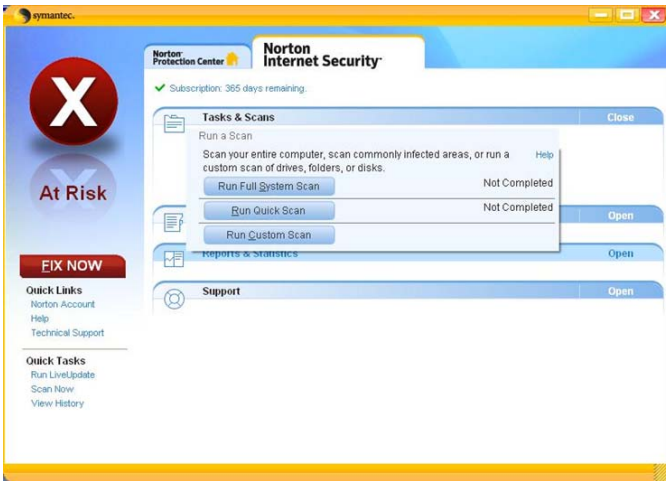 symantec.
Norton
Protection Center
Norton
Internet Security
Subscription: 365 days remaining.
X
At Risk
FIX NOW
Quick Links
Norton Account
Help
Technical Support
Quick Tasks
Run LiveUpdate
Scan Now
View History
Tasks & Scans Close
Run a Scan
Scan your entire computer, scan commonly infected areas, or run a Help
custom scan of drives, folders, or disks.
Run Full System Scan Not Completed
Run Quick Scan Not Completed
Run Custom Scan
Open
Reports & Statistics Open
Support Open